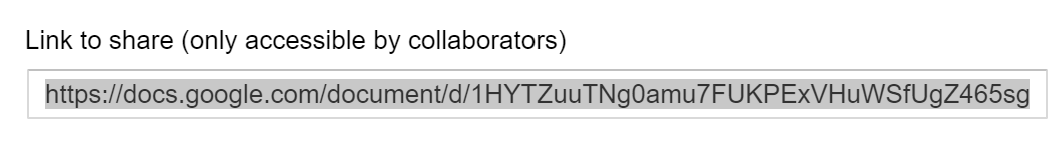 Link to share (only accessible by collaborators)
https://docs.google.com/document/d/1HYTZuuTNg0amu7FUKPExVHuWSfUgZ465sg